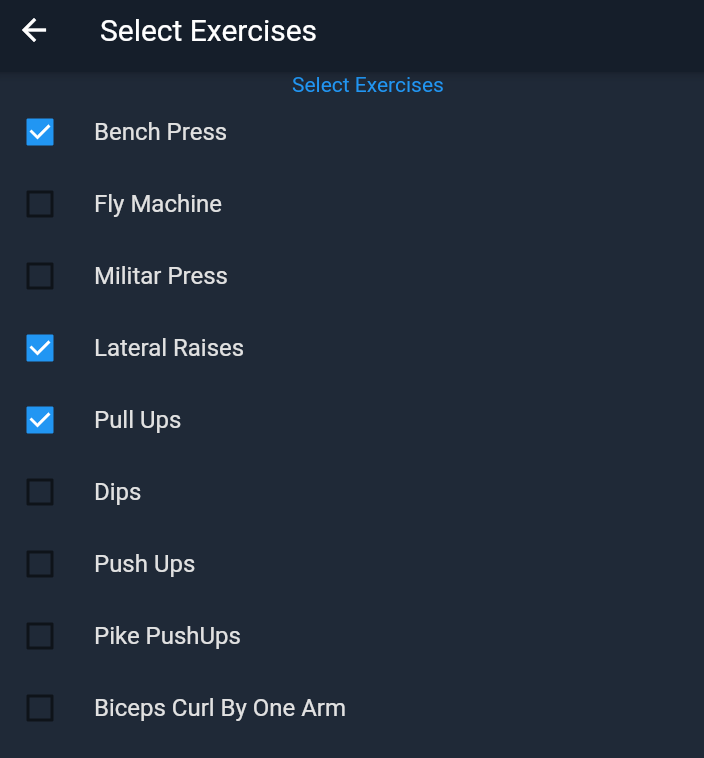 Select Exercises
Select Exercises
Bench Press
Fly Machine
Militar Press
Lateral Raises
Pull Ups
Dips
Push Ups
Pike PushUps
Biceps Curl By One Arm